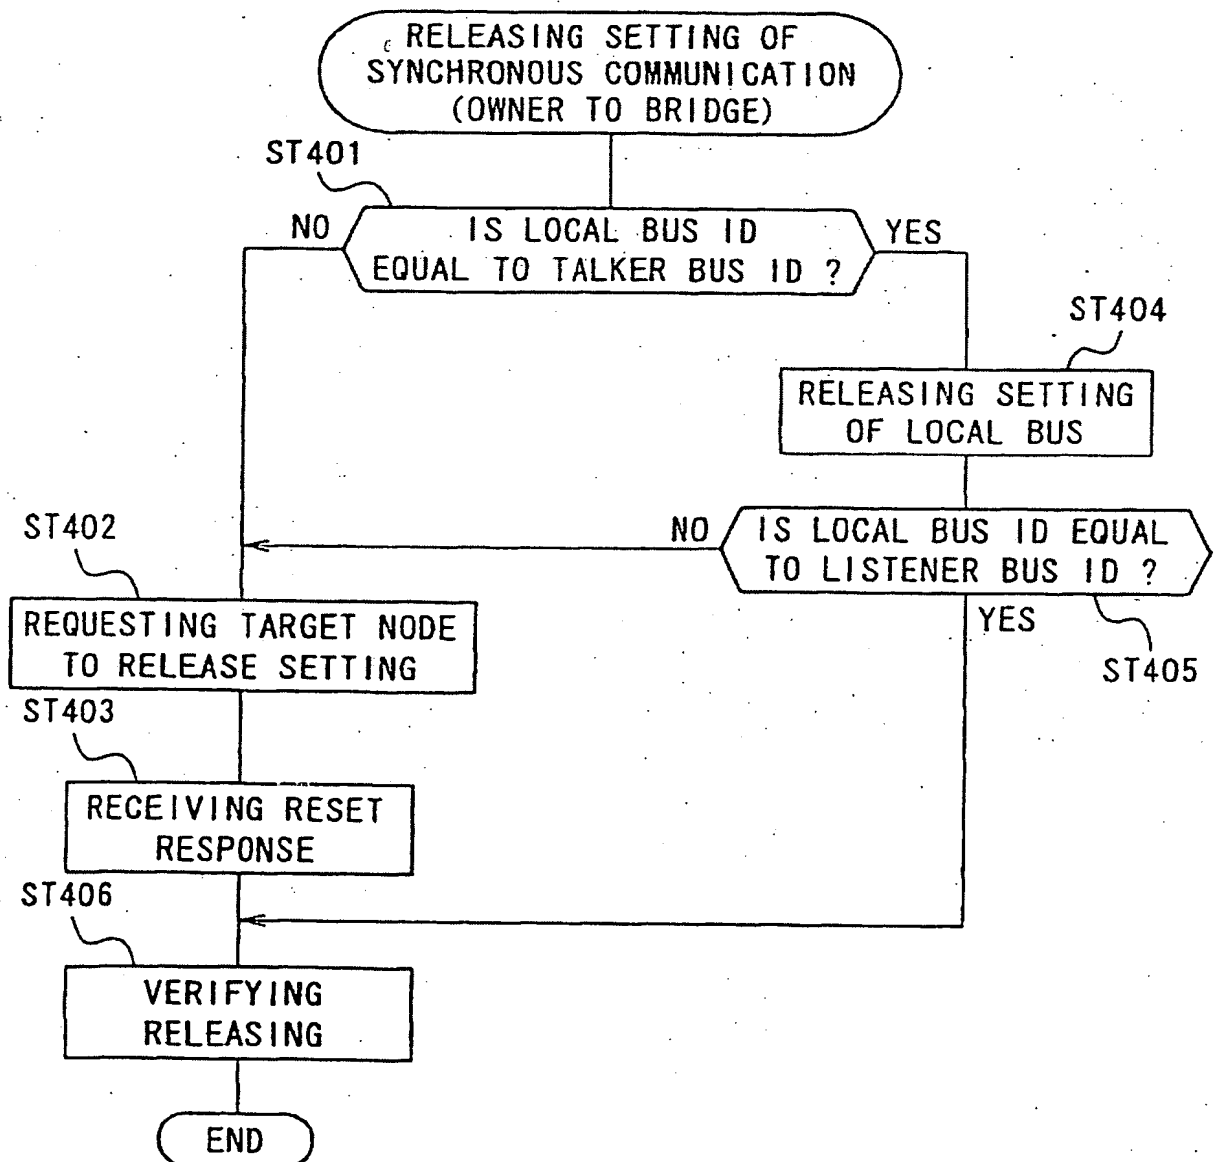 RELEASING SETTING OF
SYNCHRONOUS COMMUNICATION
(OWNER TO BRIDGE)
ST401
NO
IS LOCAL BUS ID
EQUAL TO TALKER BUS ID ?
YES
ST404
RELEASING SETTING
OF LOCAL BUS
ST402
NO
IS LOCAL BUS ID EQUAL
TO LISTENER BUS ID ?
YES
ST405
REQUESTING TARGET NODE
TO RELEASE SETTING
ST403
RECEIVING RESET
RESPONSE
ST406
VERIFYING
RELEASING
END